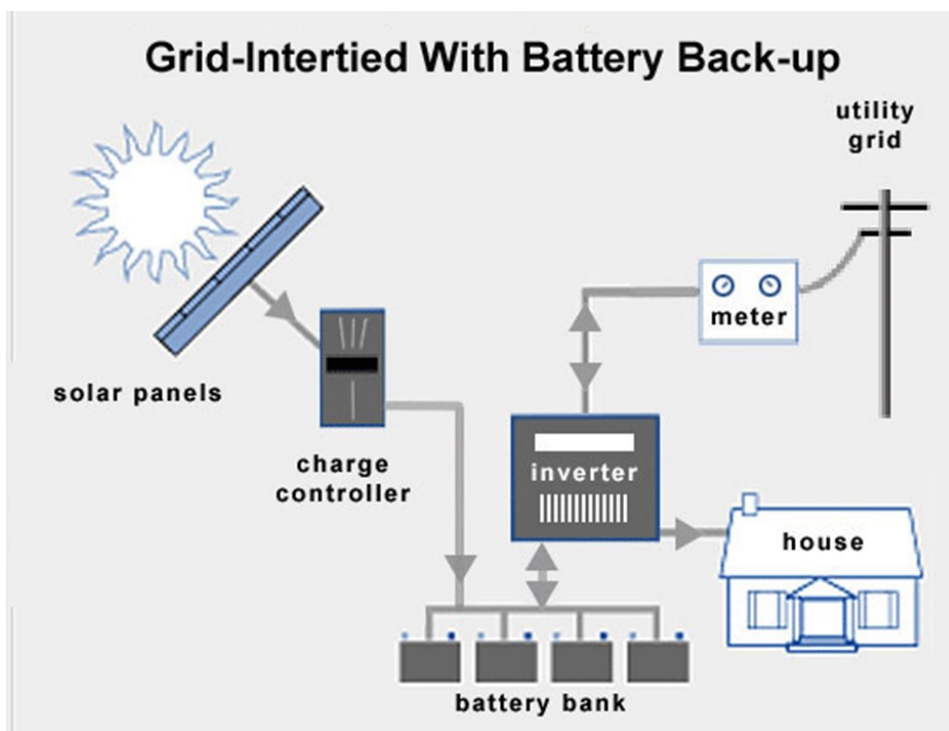 Grid-Intertied With Battery Back-up
utility
grid
meter
solar panels
charge
controller
inverter
house
battery bank